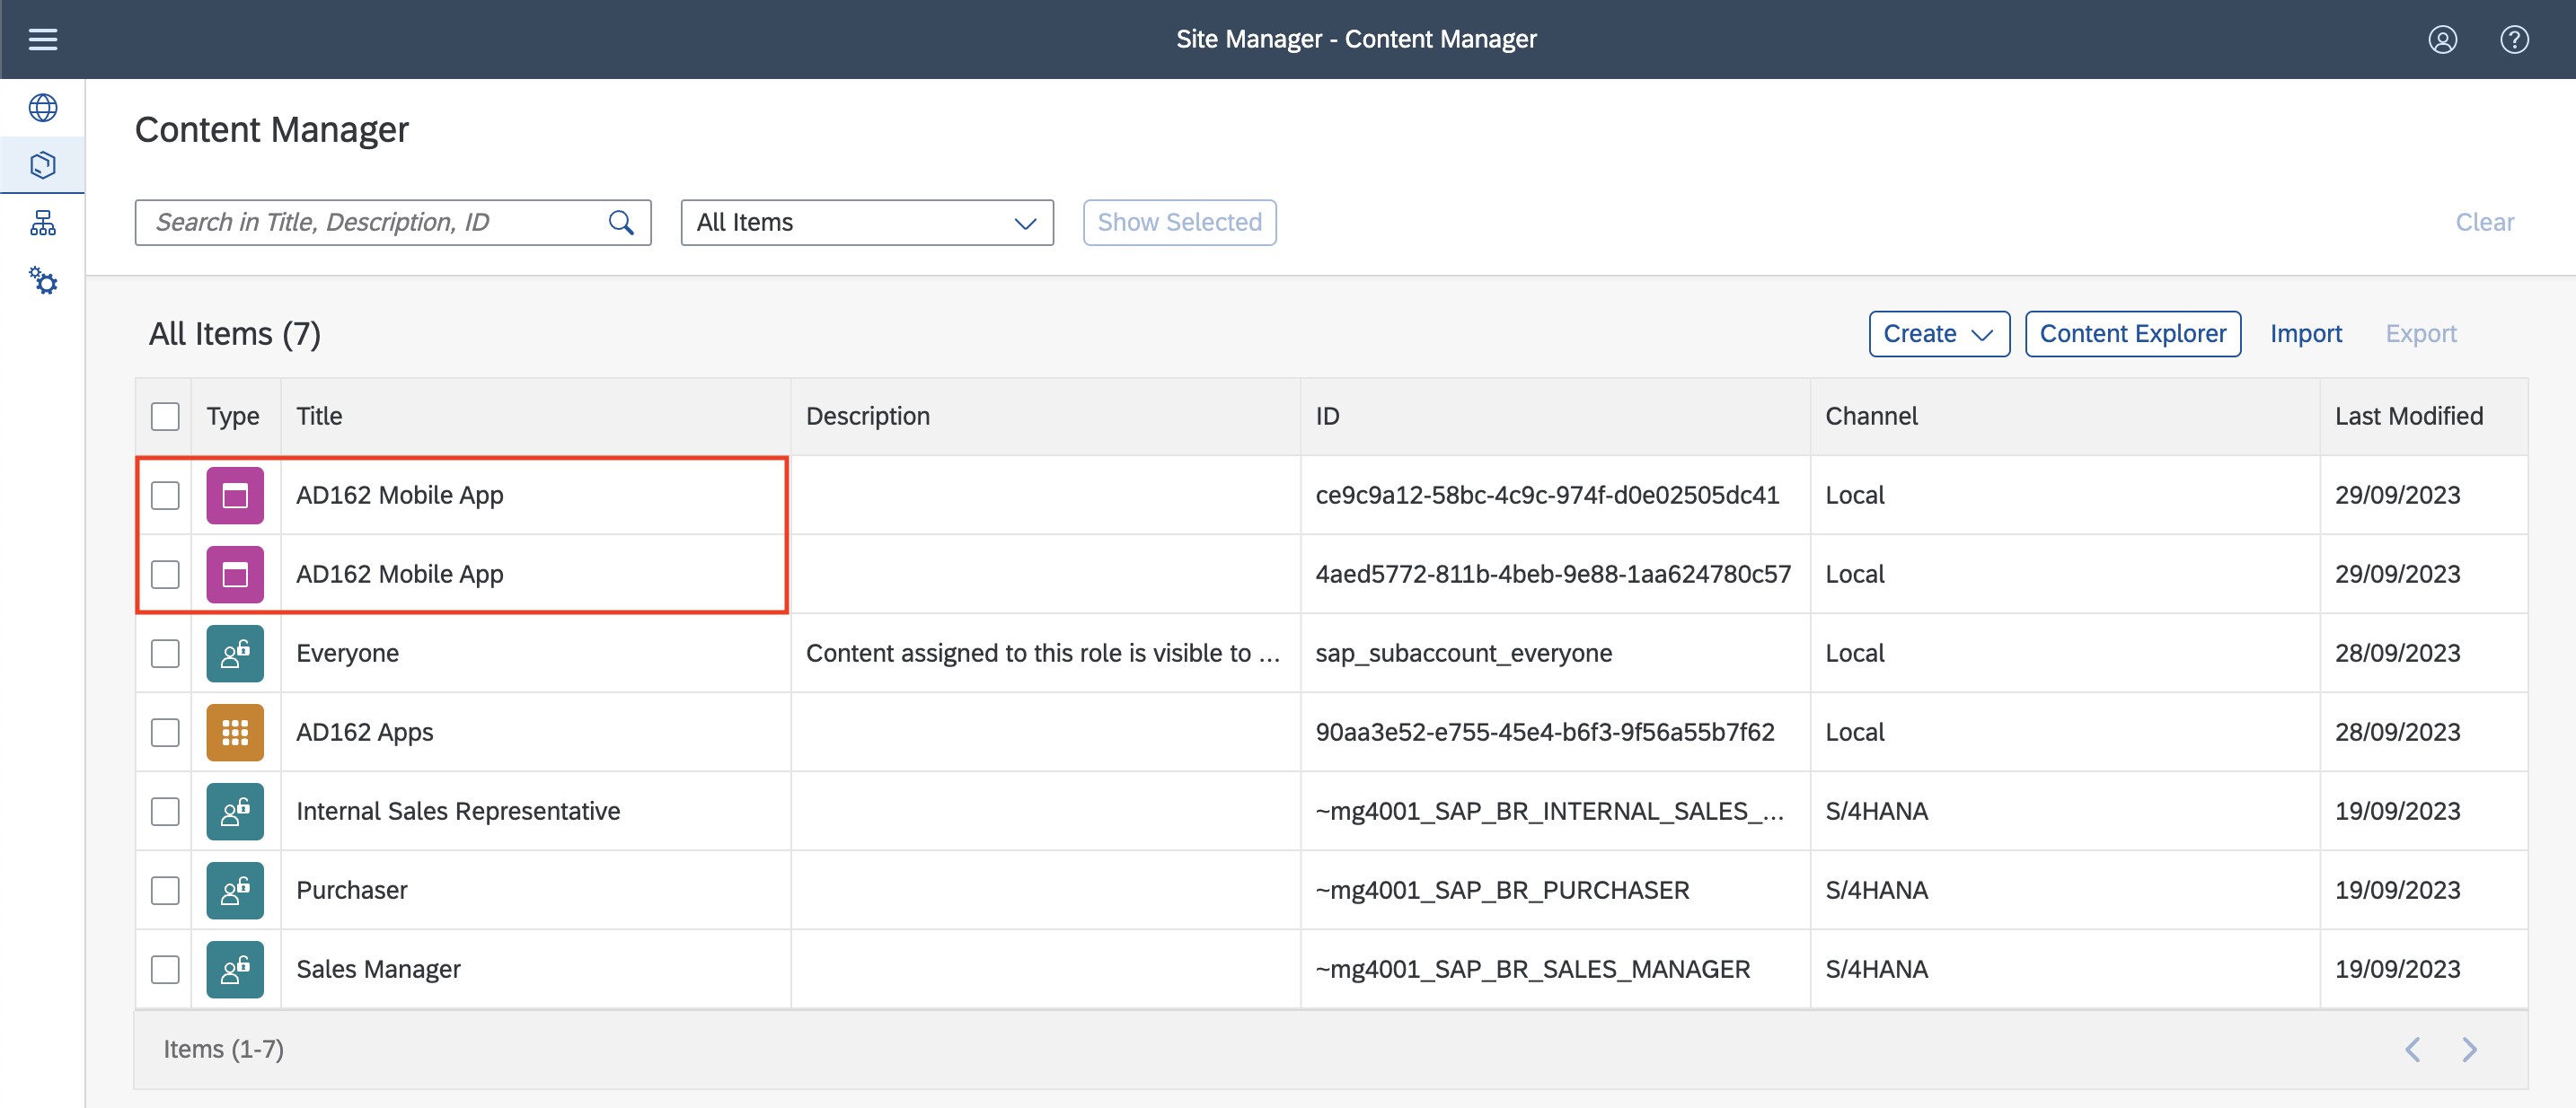 Site Manager - Content Manager
Content Manager
Search in Title, Description, ID
All Items
Show Selected
Clear
All Items (7)
Create
Content Explorer
Import
Export
Type Title Description ID Channel Last Modified
AD162 Mobile App ce9c9a12-58bc-4c9c-974f-d0e02505dc41 Local 29/09/2023
AD162 Mobile App 4aed5772-811b-4beb-9e88-1aa624780c57 Local 29/09/2023
Everyone Content assigned to this role is visible to ... sap_subaccount_everyone Local 28/09/2023
AD162 Apps 90aa3e52-e755-45e4-b6f3-9f56a55b7f62 Local 28/09/2023
Internal Sales Representative ~mg4001_SAP_BR_INTERNAL_SALES_... S/4HANA 19/09/2023
Purchaser ~mg4001_SAP_BR_PURCHASER S/4HANA 19/09/2023
Sales Manager ~mg4001_SAP_BR_SALES_MANAGER S/4HANA 19/09/2023
Items (1-7)